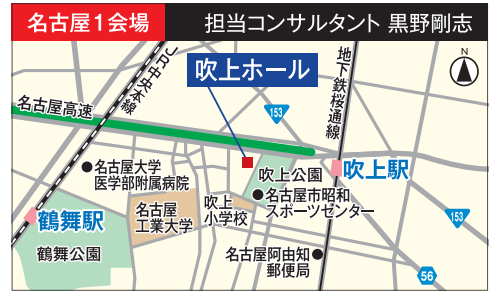 名古屋1会場
担当コンサルタント 黒野剛志
吹上ホール
N
JR中央本線
地下鉄桜通線
名古屋高速
153
名古屋大学
医学部附属病院
吹上公園
吹上駅
名古屋市昭和
スポーツセンター
吹上
小学校
名古屋
工業大学
鶴舞駅
鶴舞公園
153
名古屋阿由知
郵便局
56